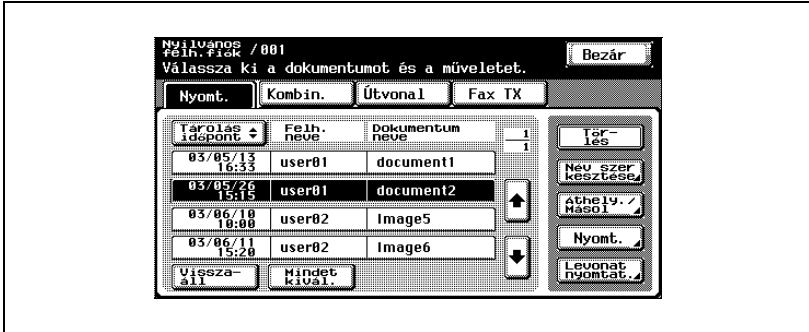 Nyilvános
felh.fiók /001
Válassza ki a dokumentumot és a műveletet.
Bezár
Nyomt. Kombin. Útvonal Fax TX
Tárolás
időpont
Felh.
neve
Dokumentum
neve
1
1
03/05/13
16:33
user01 document1
03/05/26
15:15
user01 document2
03/06/10
10:00
user02 Image5
03/06/11
15:20
user02 Image6
Vissza-
áll
Mindet
kivál.
Tör-
lés
Név szer
kesztése
Áthely./
Másol
Nyomt.
Levonat
nyomtat.